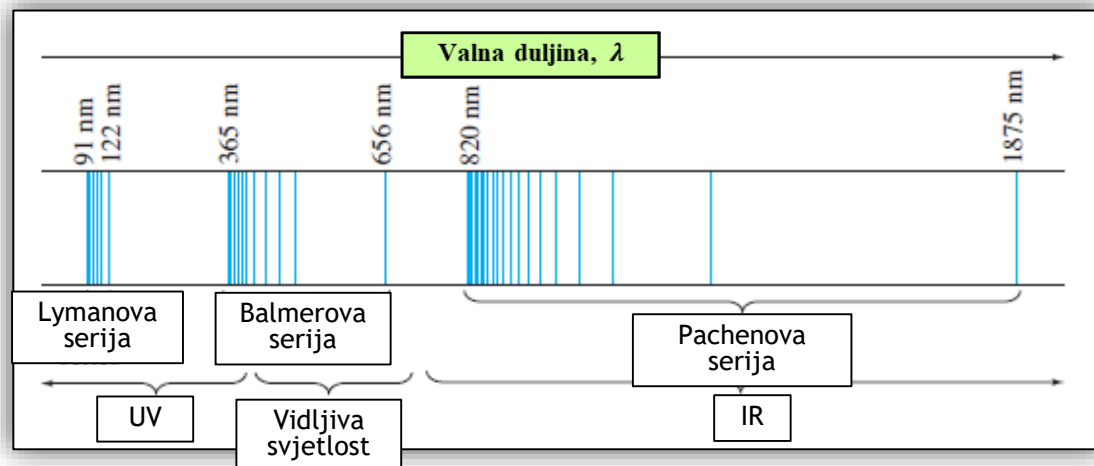 Valna duljina, λ
91 nm
122 nm
365 nm
656 nm
820 nm
1875 nm
Lymanova
serija
Balmerova
serija
Pachenova
serija
UV
Vidljiva
svjetlost
IR